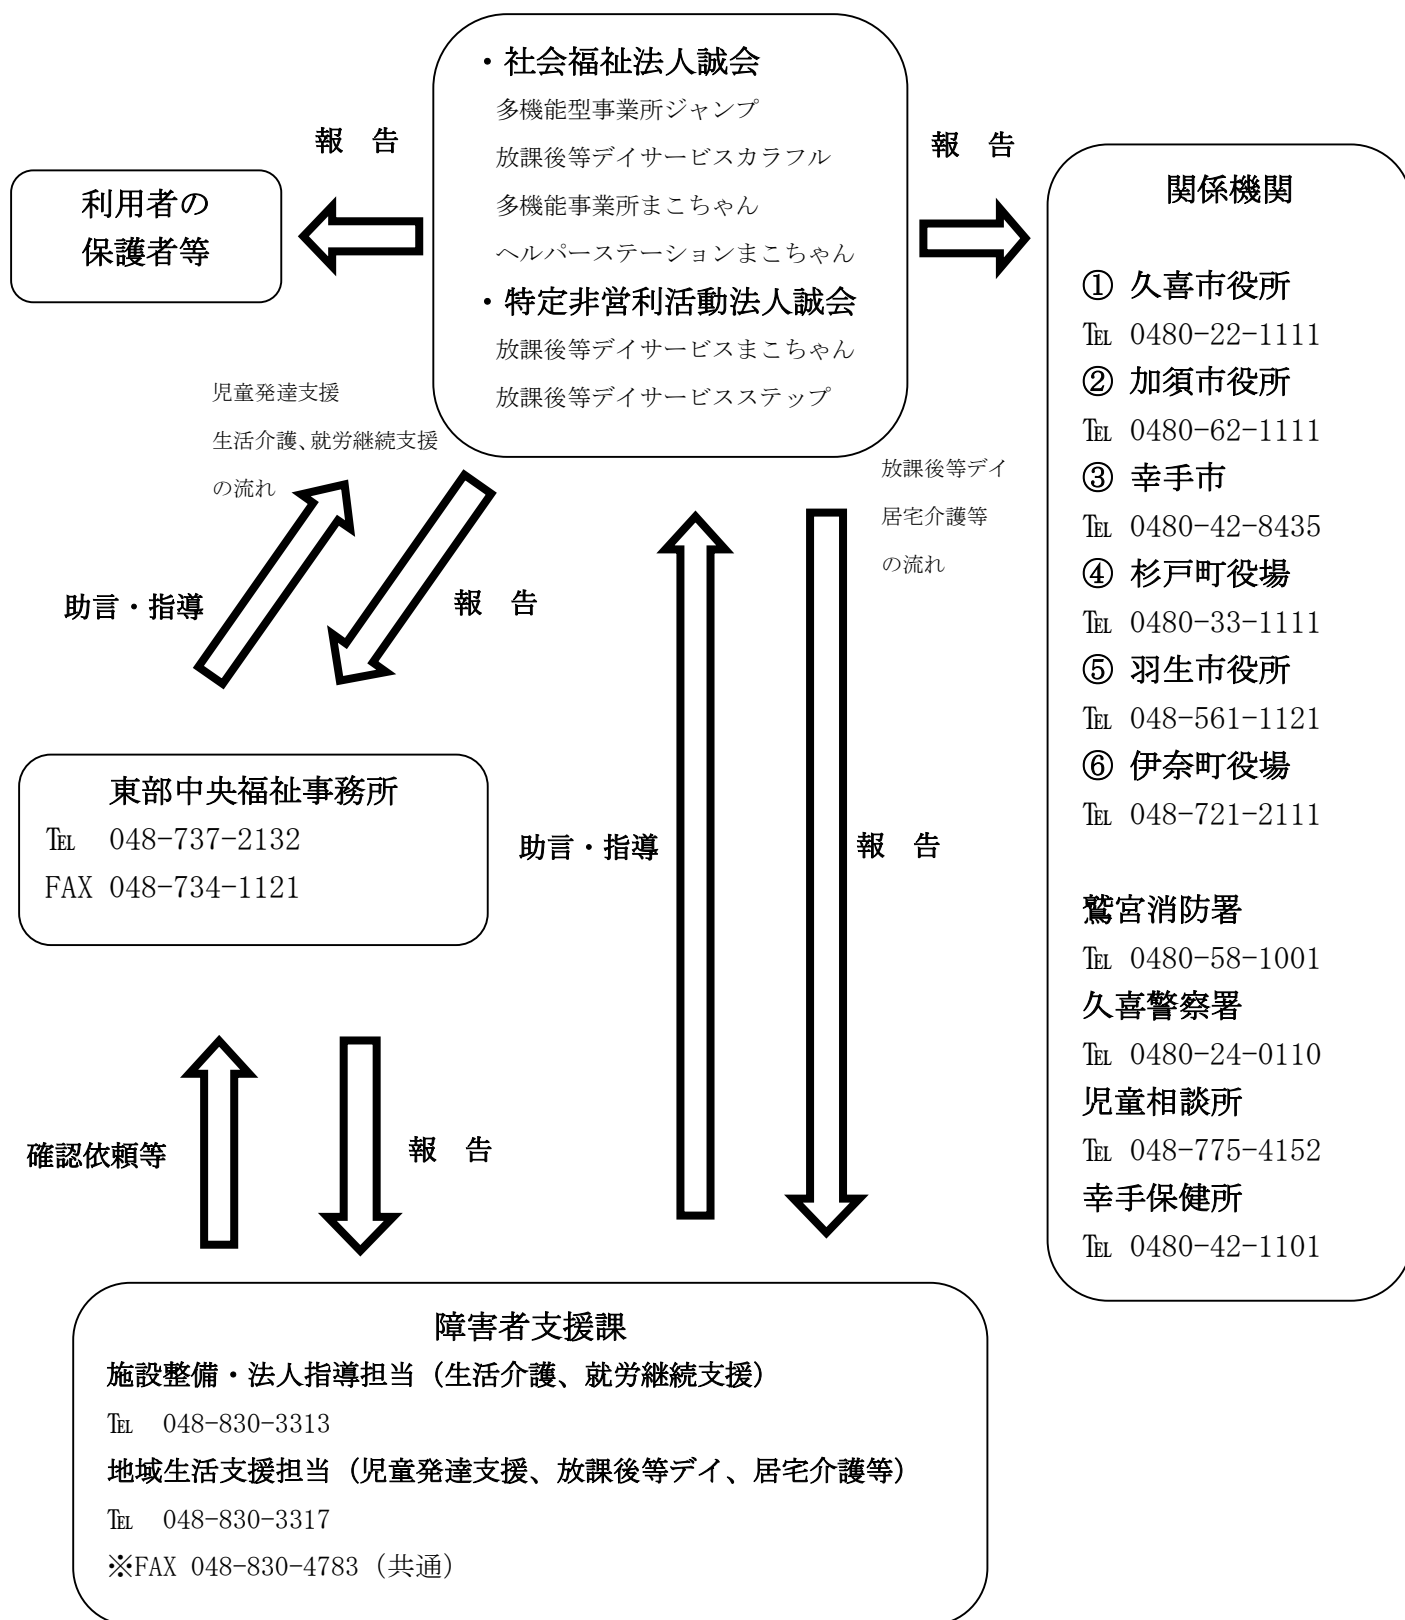 ・社会福祉法人誠会
多機能型事業所ジャンプ
放課後等デイサービスカラフル
多機能事業所まこちゃん
ヘルパーステーションまこちゃん
・特定非営利活動法人誠会
放課後等デイサービスまこちゃん
放課後等デイサービスステップ
報　告
利用者の
保護者等
報　告
関係機関
① 久喜市役所
℡ 0480-22-1111
② 加須市役所
℡ 0480-62-1111
③ 幸手市
℡ 0480-42-8435
④ 杉戸町役場
℡ 0480-33-1111
⑤ 羽生市役所
℡ 048-561-1121
⑥ 伊奈町役場
℡ 048-721-2111
鷲宮消防署
℡ 0480-58-1001
久喜警察署
℡ 0480-24-0110
児童相談所
℡ 048-775-4152
幸手保健所
℡ 0480-42-1101
児童発達支援
生活介護、就労継続支援
の流れ
放課後等デイ
居宅介護等
の流れ
助言・指導
報　告
東部中央福祉事務所
℡　048-737-2132
FAX 048-734-1121
助言・指導
報　告
確認依頼等
報　告
障害者支援課
施設整備・法人指導担当（生活介護、就労継続支援）
℡　048-830-3313
地域生活支援担当（児童発達支援、放課後等デイ、居宅介護等）
℡　048-830-3317
※FAX 048-830-4783（共通）